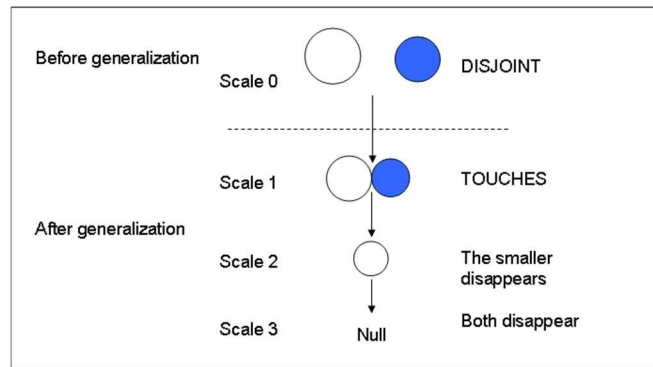 Before generalization
Scale 0
DISJOINT
Scale 1
TOUCHES
After generalization
Scale 2
The smaller
disappears
Scale 3
Null
Both disappear